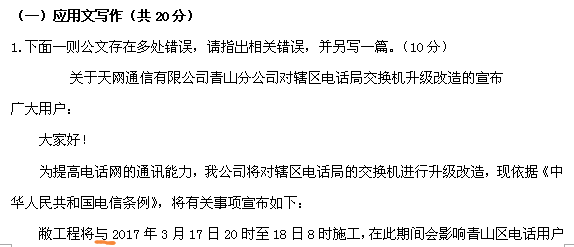 （一）应用文写作（共 20 分）
1.下面一则公文存在多处错误，请指出相关错误，并另写一篇。（10 分）
关于天网通信有限公司青山分公司对辖区电话局交换机升级改造的宣布
广大用户：
大家好！
为提高电话网的通讯能力，我公司将对辖区电话局的交换机进行升级改造，现依据《中
华人民共和国电信条例》，将有关事项宣布如下：
敝工程将与 2017 年 3 月 17 日 20 时至 18 日 8 时施工，在此期间会影响青山区电话用户